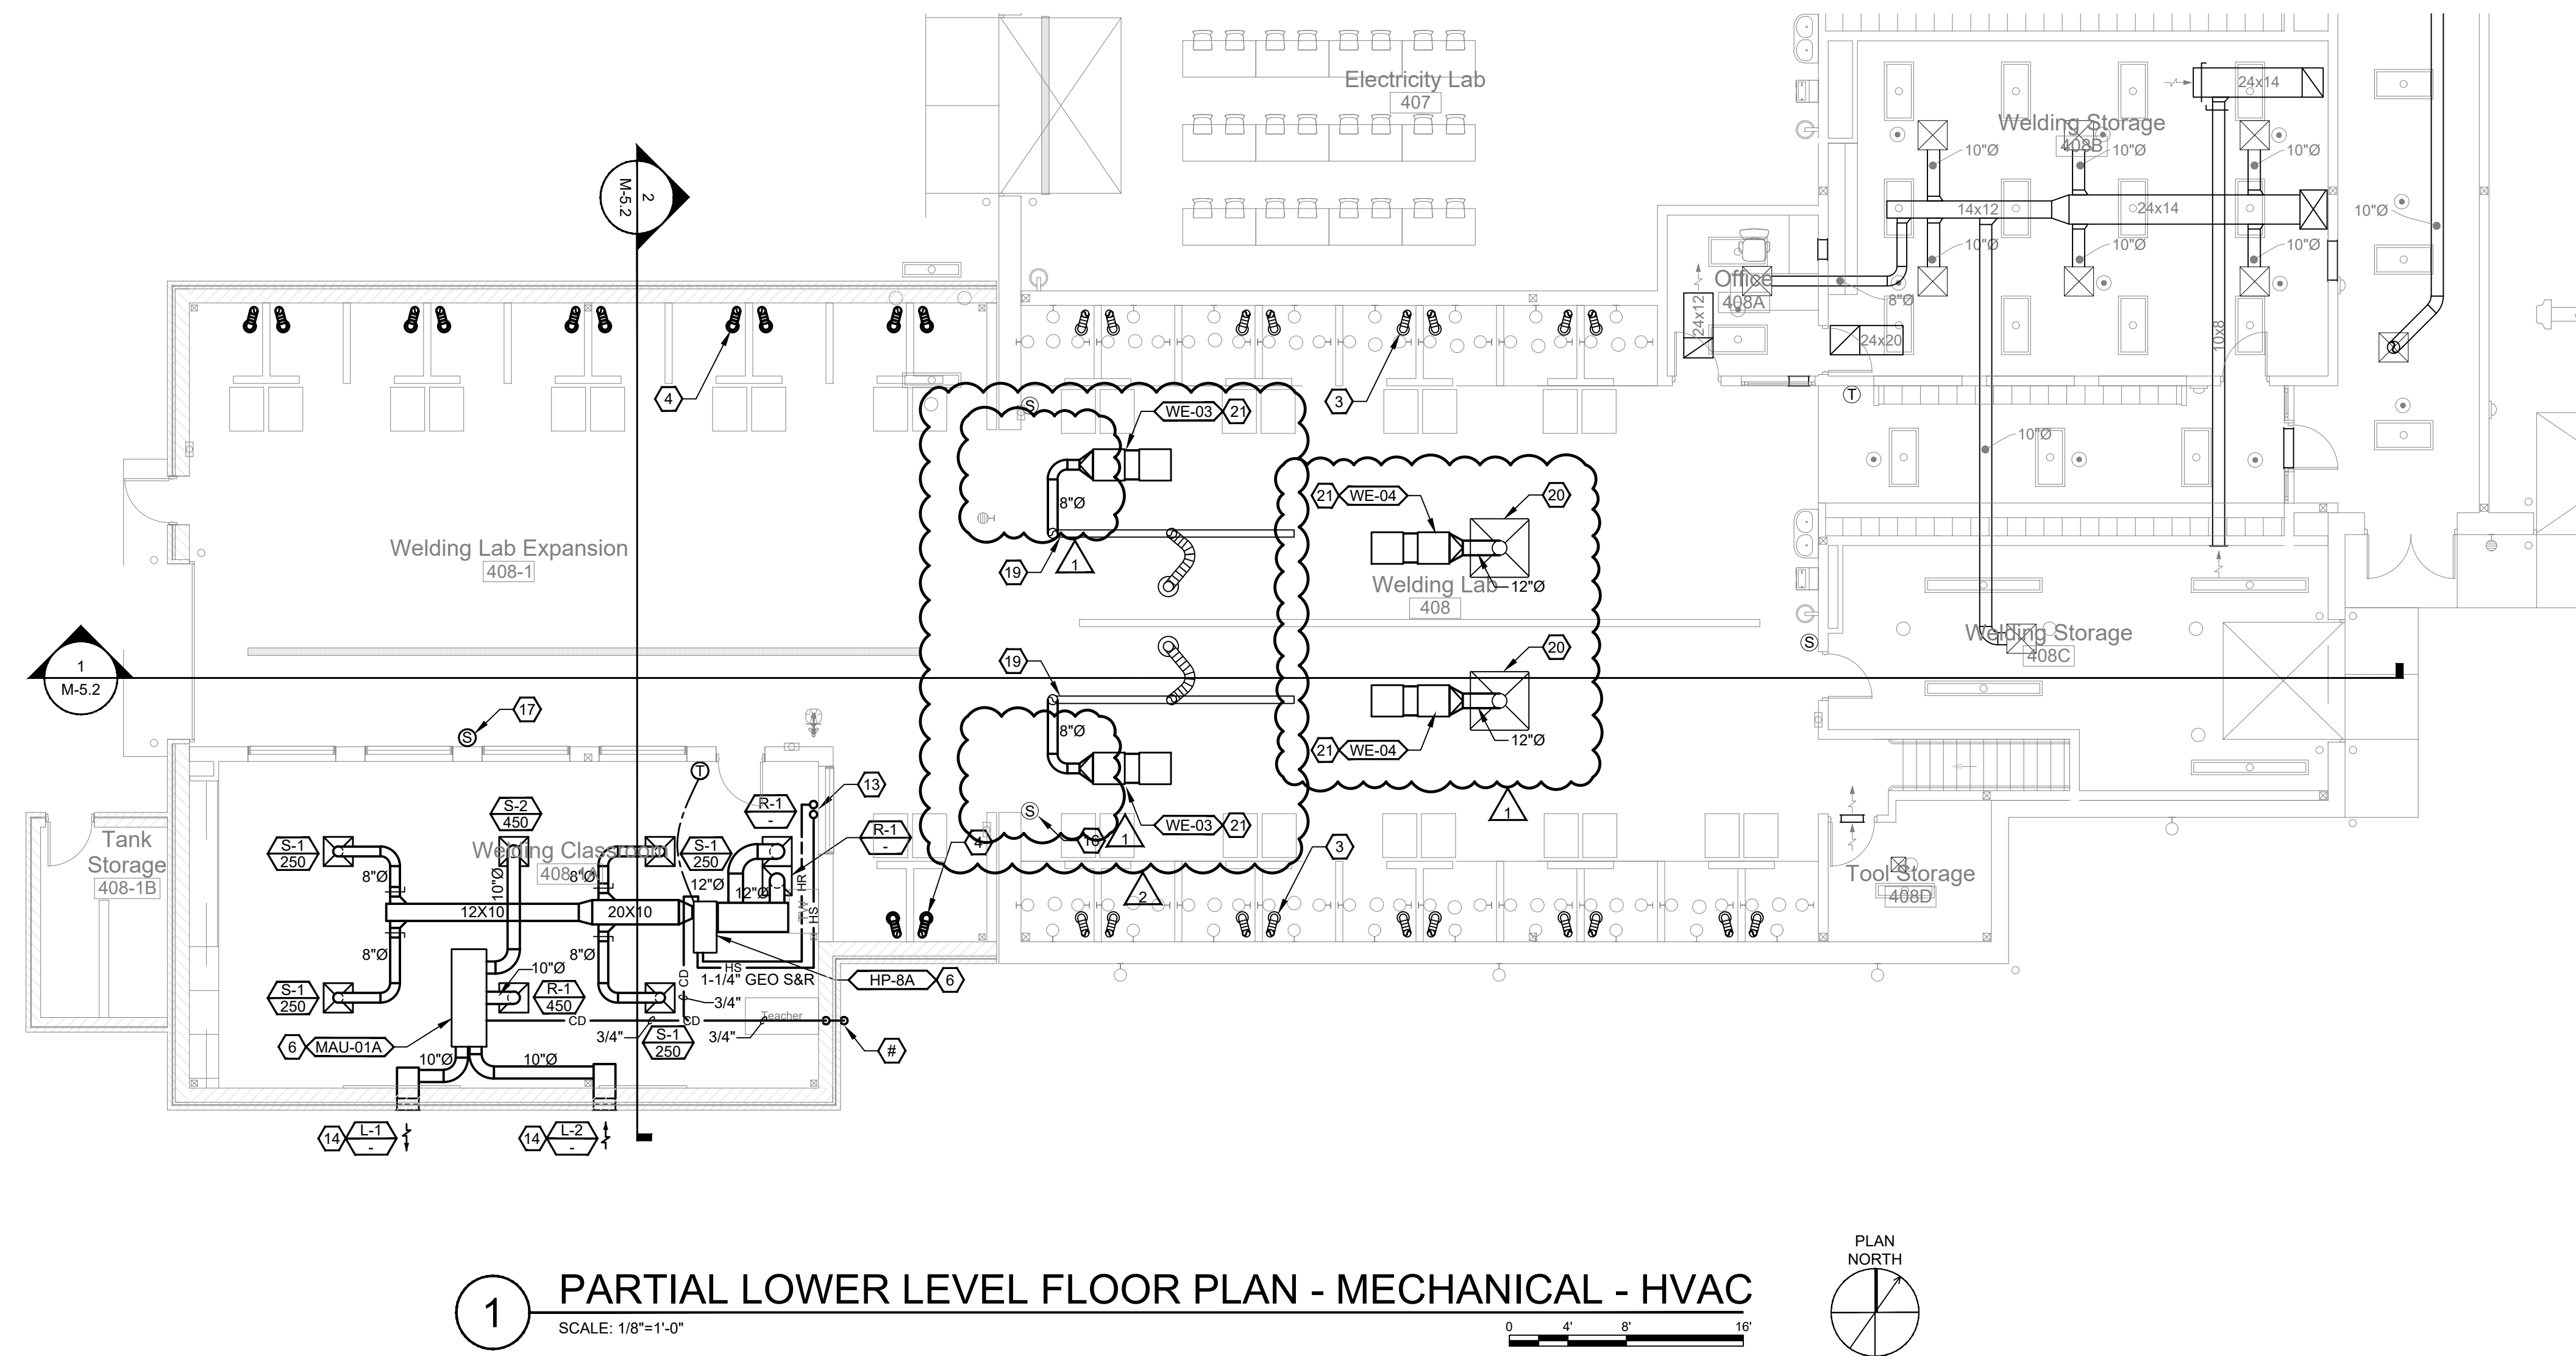 Electricity Lab
407
24x14
Welding Storage
408B
10"Ø
10"Ø
10"Ø
2
M-5.2
14x12
24x14
10"Ø
10"Ø
10"Ø
10"Ø
Office
408A
8"Ø
24x12
24x20
10x8
4
3
T
S
WE-03
21
10"Ø
8"Ø
21
WE-04
20
19
1
Welding Lab Expansion
408-1
Welding Lab
408
12"Ø
Welding Storage
408C
S
1
M-5.2
19
20
17
S
8"Ø
12"Ø
21
WE-04
T
13
R-1
-
S-2
450
1
S
WE-03
21
16
1
4
3
Tank
Storage
408-1B
S-1
250
Welding Classroom
408-1A
S-1
250
R-1
-
8"Ø
10"Ø
8"Ø
12"Ø
12"Ø
HR
HS
2
Tool Storage
408D
12X10
20X10
8"Ø
8"Ø
10"Ø
HS
1-1/4" GEO S&R
CD
HP-8A
6
S-1
250
R-1
450
3/4"
CD
CD
Teacher
3/4"
3/4"
S-1
250
6
MAU-01A
#
10"Ø
10"Ø
14
L-1
-
14
L-2
-
PLAN
NORTH
1
PARTIAL LOWER LEVEL FLOOR PLAN - MECHANICAL - HVAC
SCALE: 1/8"=1'-0"
0
4'
8'
16'